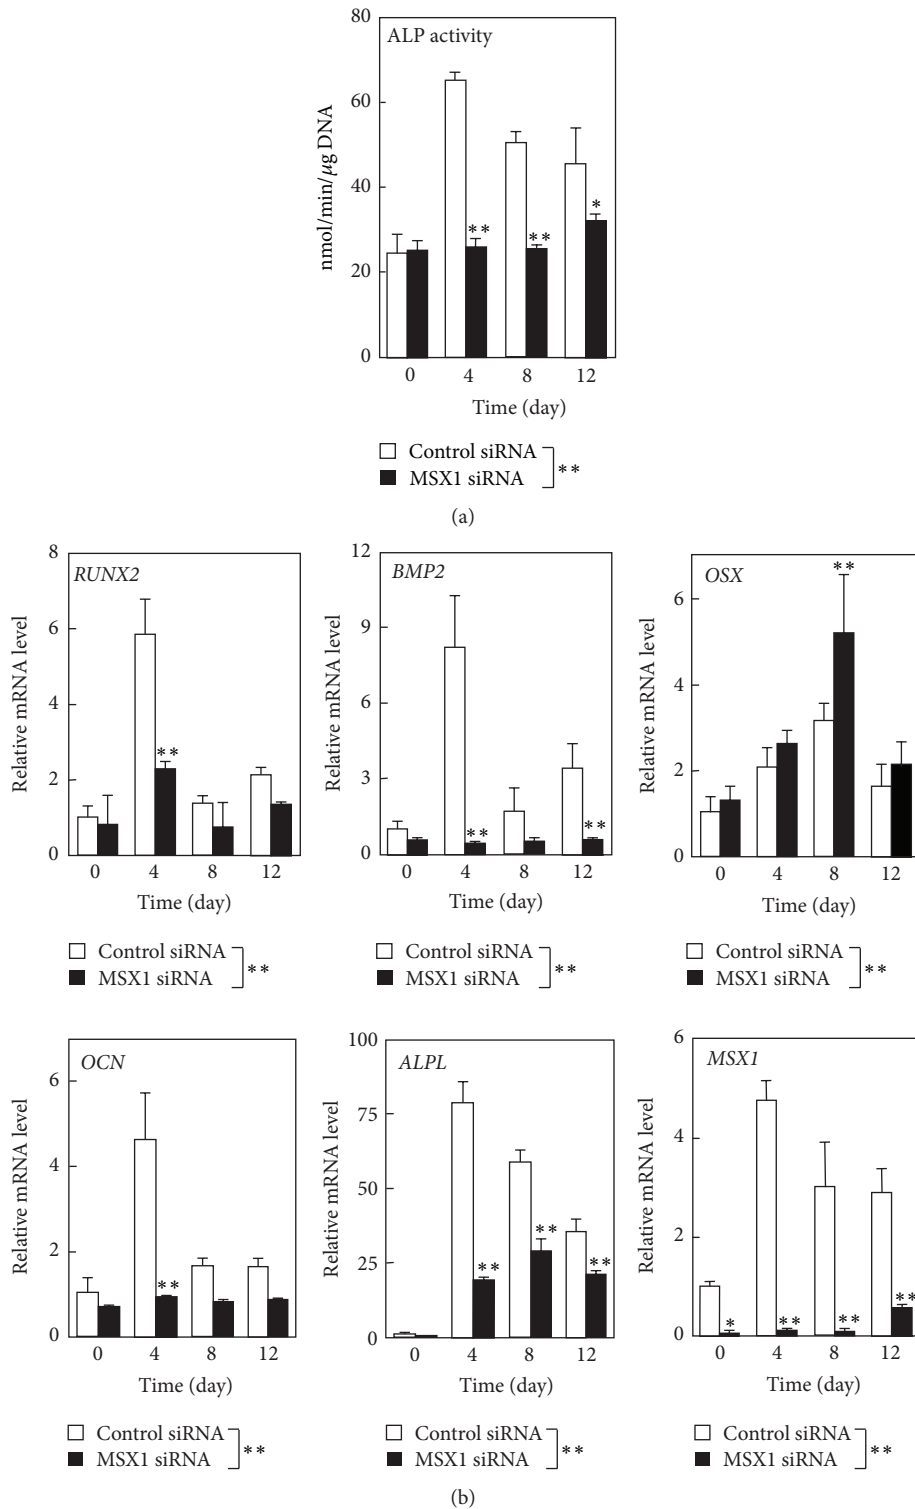 80
ALP activity
60
40
20
0
nmol/min/µg DNA
**
**
*
0 4 8 12
Time (day)
Control siRNA
MSX1 siRNA
**
(a)
8
6
4
2
0
RUNX2
Relative mRNA level
**
0 4 8 12
Time (day)
Control siRNA
MSX1 siRNA
**
12
9
6
3
0
BMP2
Relative mRNA level
**
**
0 4 8 12
Time (day)
Control siRNA
MSX1 siRNA
**
6
4
2
0
OSX
Relative mRNA level
**
0 4 8 12
Time (day)
Control siRNA
MSX1 siRNA
**
6
4
2
0
OCN
Relative mRNA level
**
0 4 8 12
Time (day)
Control siRNA
MSX1 siRNA
**
100
75
50
25
0
ALPL
Relative mRNA level
**
**
**
0 4 8 12
Time (day)
Control siRNA
MSX1 siRNA
**
6
4
2
0
MSX1
Relative mRNA level
*
**
**
**
0 4 8 12
Time (day)
Control siRNA
MSX1 siRNA
**
(b)